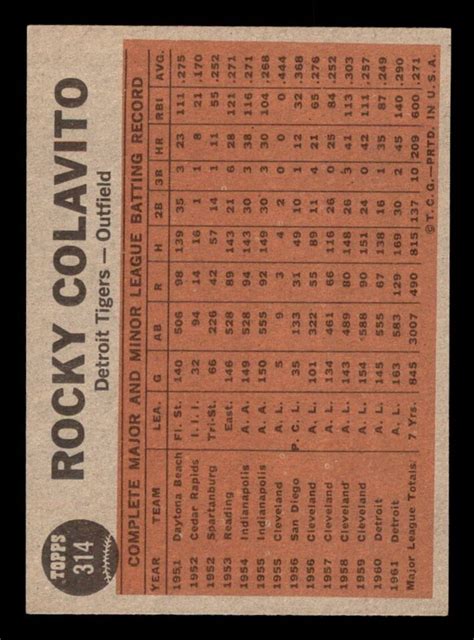 TOPPS
314
ROCKY COLAVITO
Detroit Tigers — Outfield
COMPLETE MAJOR AND MINOR LEAGUE BATTING RECORD
YEAR TEAM LEA. G AB R H 2B 3B HR RBI AVG.
1951 Daytona Beach Fl. St. 140 506 98 139 35 3 23 111 .275
1952 Cedar Rapids I. I. I. 32 94 14 16 1 1 8 21 .170
1952 Spartanburg Tri-St. 66 226 42 57 14 3 11 55 .252
1953 Reading East. 146 528 89 143 24 6 28 121 .271
1954 Indianapolis A. A. 149 528 94 143 14 1 38 116 .271
1955 Indianapolis A. A. 150 555 92 149 30 1 30 104 .268
1955 Cleveland A. L. 5 9 3 4 2 0 0 0 .444
1956 San Diego P. C. L. 35 133 32 49 5 1 12 32 .368
1956 Cleveland A. L. 101 322 55 89 11 4 21 65 .276
1957 Cleveland A. L. 134 461 66 116 26 0 25 84 .252
1958 Cleveland A. L. 143 489 80 148 26 3 41 113 .303
1959 Cleveland A. L. 154 588 90 151 24 0 42 111 .257
1960 Detroit A. L. 145 555 67 138 18 1 35 87 .249
1961 Detroit A. L. 163 583 129 169 30 2 45 140 .290
Major League Totals: 7 Yrs. 845 3007 490 815 137 10 209 600 .271
© T. C. G.—PRTD. IN U. S. A.